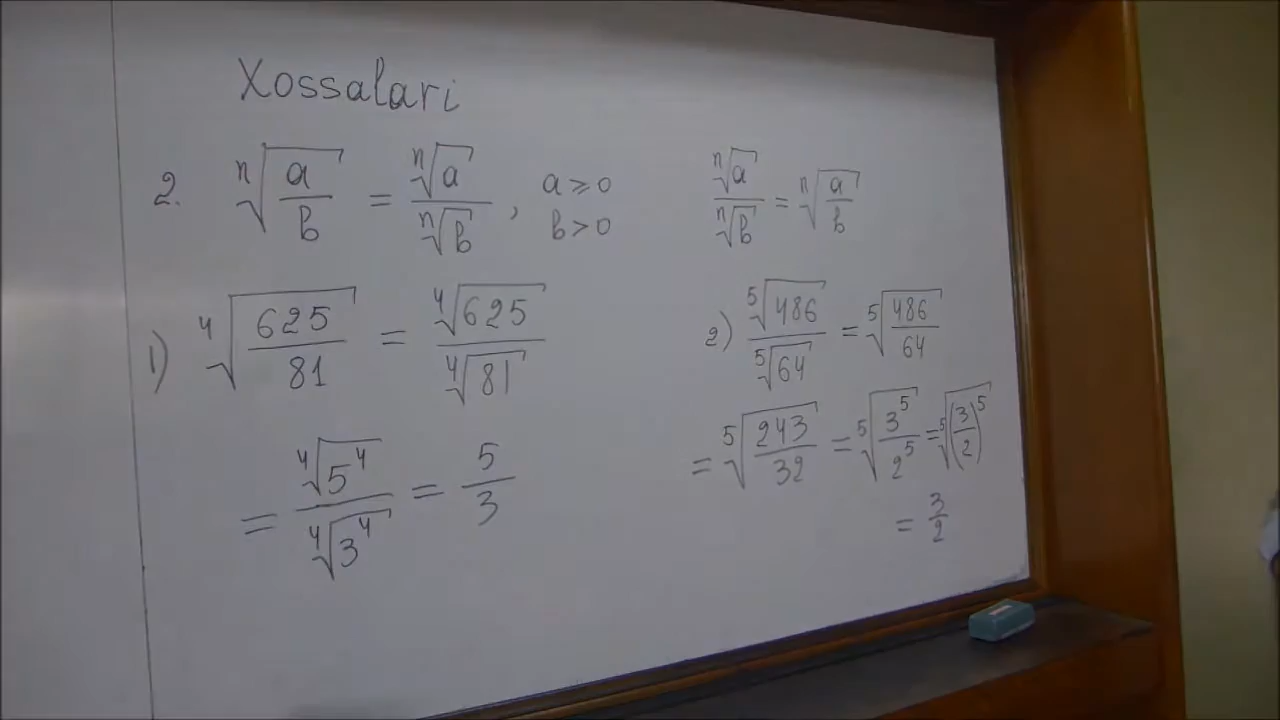 Xossalari
2. ⁿ√(a/b) = ⁿ√a / ⁿ√b , a ⩾ 0 b > 0
ⁿ√a / ⁿ√b = ⁿ√(a/b)
1) ⁴√(625/81) = ⁴√625 / ⁴√81
= ⁴√(5⁴) / ⁴√(3⁴) = 5/3
2) ⁵√486 / ⁵√64 = ⁵√(486/64)
= ⁵√(243/32) = ⁵√(3⁵/2⁵) = ⁵√((3/2)⁵)
= 3/2